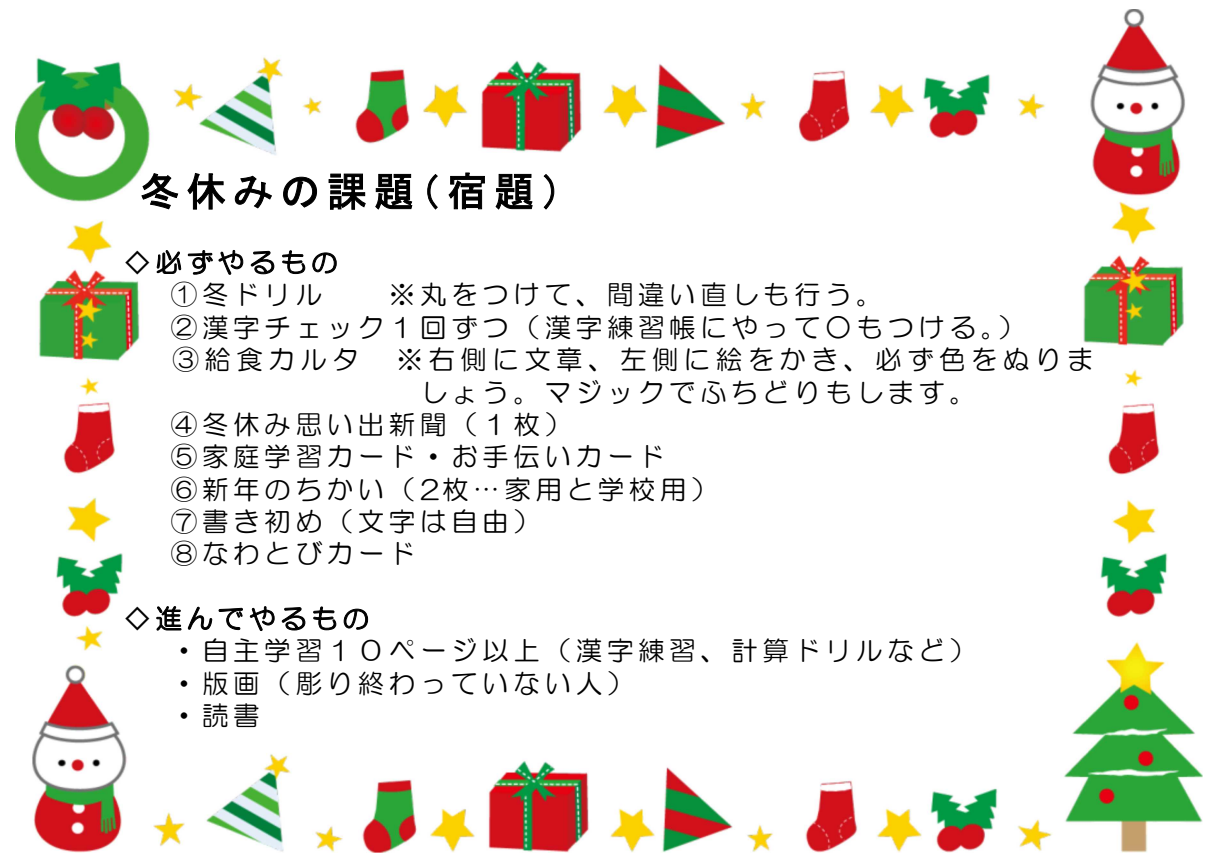 冬休みの課題(宿題)
◇必ずやるもの
①冬ドリル　　※丸をつけて、間違い直しも行う。
②漢字チェック１回ずつ（漢字練習帳にやって〇もつける。）
③給食カルタ　※右側に文章、左側に絵をかき、必ず色をぬりま
しょう。マジックでふちどりもします。
④冬休み思い出新聞（１枚）
⑤家庭学習カード・お手伝いカード
⑥新年のちかい（2枚…家用と学校用）
⑦書き初め（文字は自由）
⑧なわとびカード
◇進んでやるもの
・自主学習１０ページ以上（漢字練習、計算ドリルなど）
・版画（彫り終わっていない人）
・読書